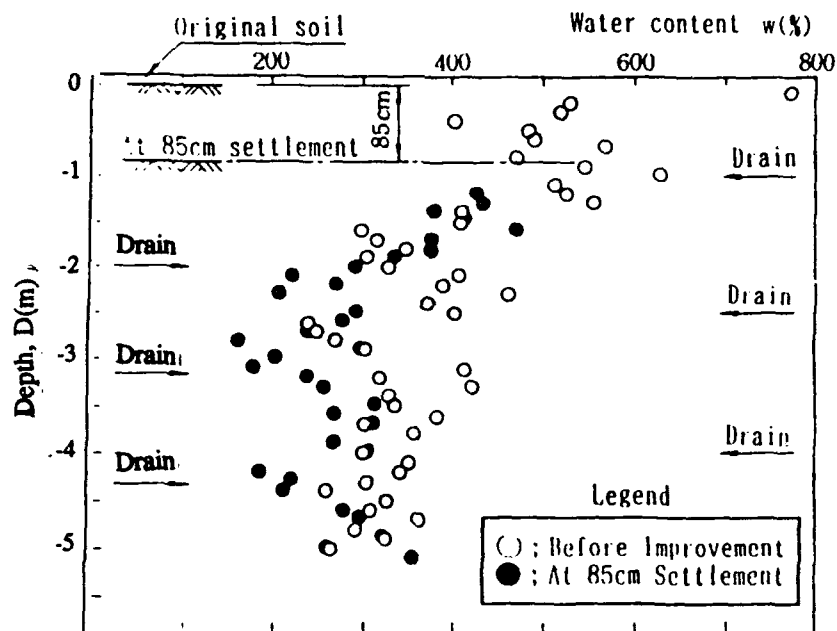 Original soil
Water content w(%)
200 400 600 800
0
85cm
At 85cm settlement
Drain
-1
Drain
-2
Depth, D(m)
Drain
Drain
-3
Drain
-4
Drain
Legend
; Before Improvement
; At 85cm Settlement
-5